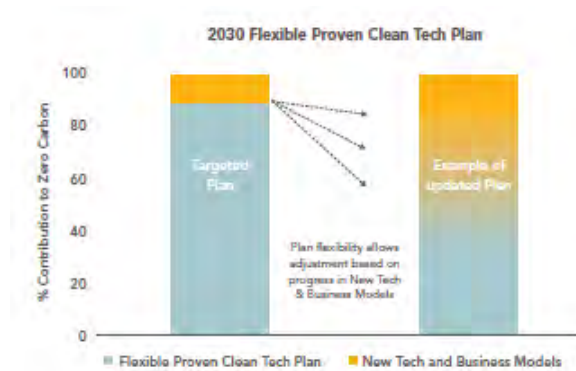 2030 Flexible Proven Clean Tech Plan
% Contribution to Zero Carbon
100
80
60
40
20
0
Targeted
Plan
Example of
updated Plan
Plan flexibility allows
adjustment based on
progress in New Tech
& Business Models
Flexible Proven Clean Tech Plan
New Tech and Business Models